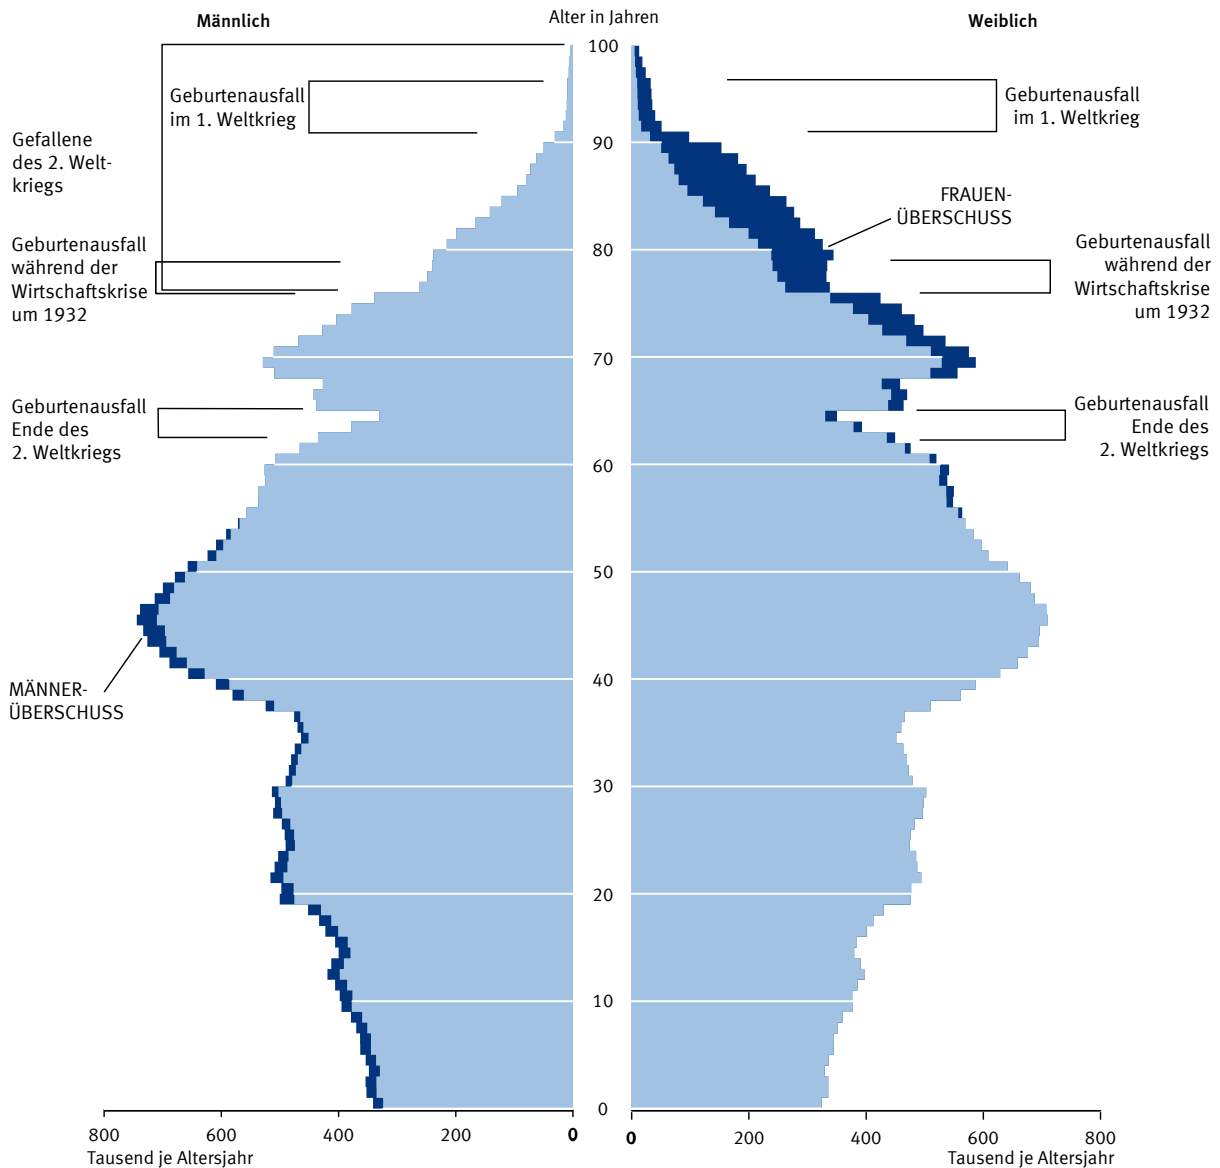 Männlich
Alter in Jahren
Weiblich
100
Geburtenausfall
im 1. Weltkrieg
Geburtenausfall
im 1. Weltkrieg
Gefallene
des 2. Welt-
kriegs
90
FRAUEN-
ÜBERSCHUSS
Geburtenausfall
während der
Wirtschaftskrise
um 1932
80
Geburtenausfall
während der
Wirtschaftskrise
um 1932
70
Geburtenausfall
Ende des
2. Weltkriegs
Geburtenausfall
Ende des
2. Weltkriegs
60
50
MÄNNER-
ÜBERSCHUSS
40
30
20
10
0
800 600 400 200 0 0 200 400 600 800
Tausend je Altersjahr
Tausend je Altersjahr